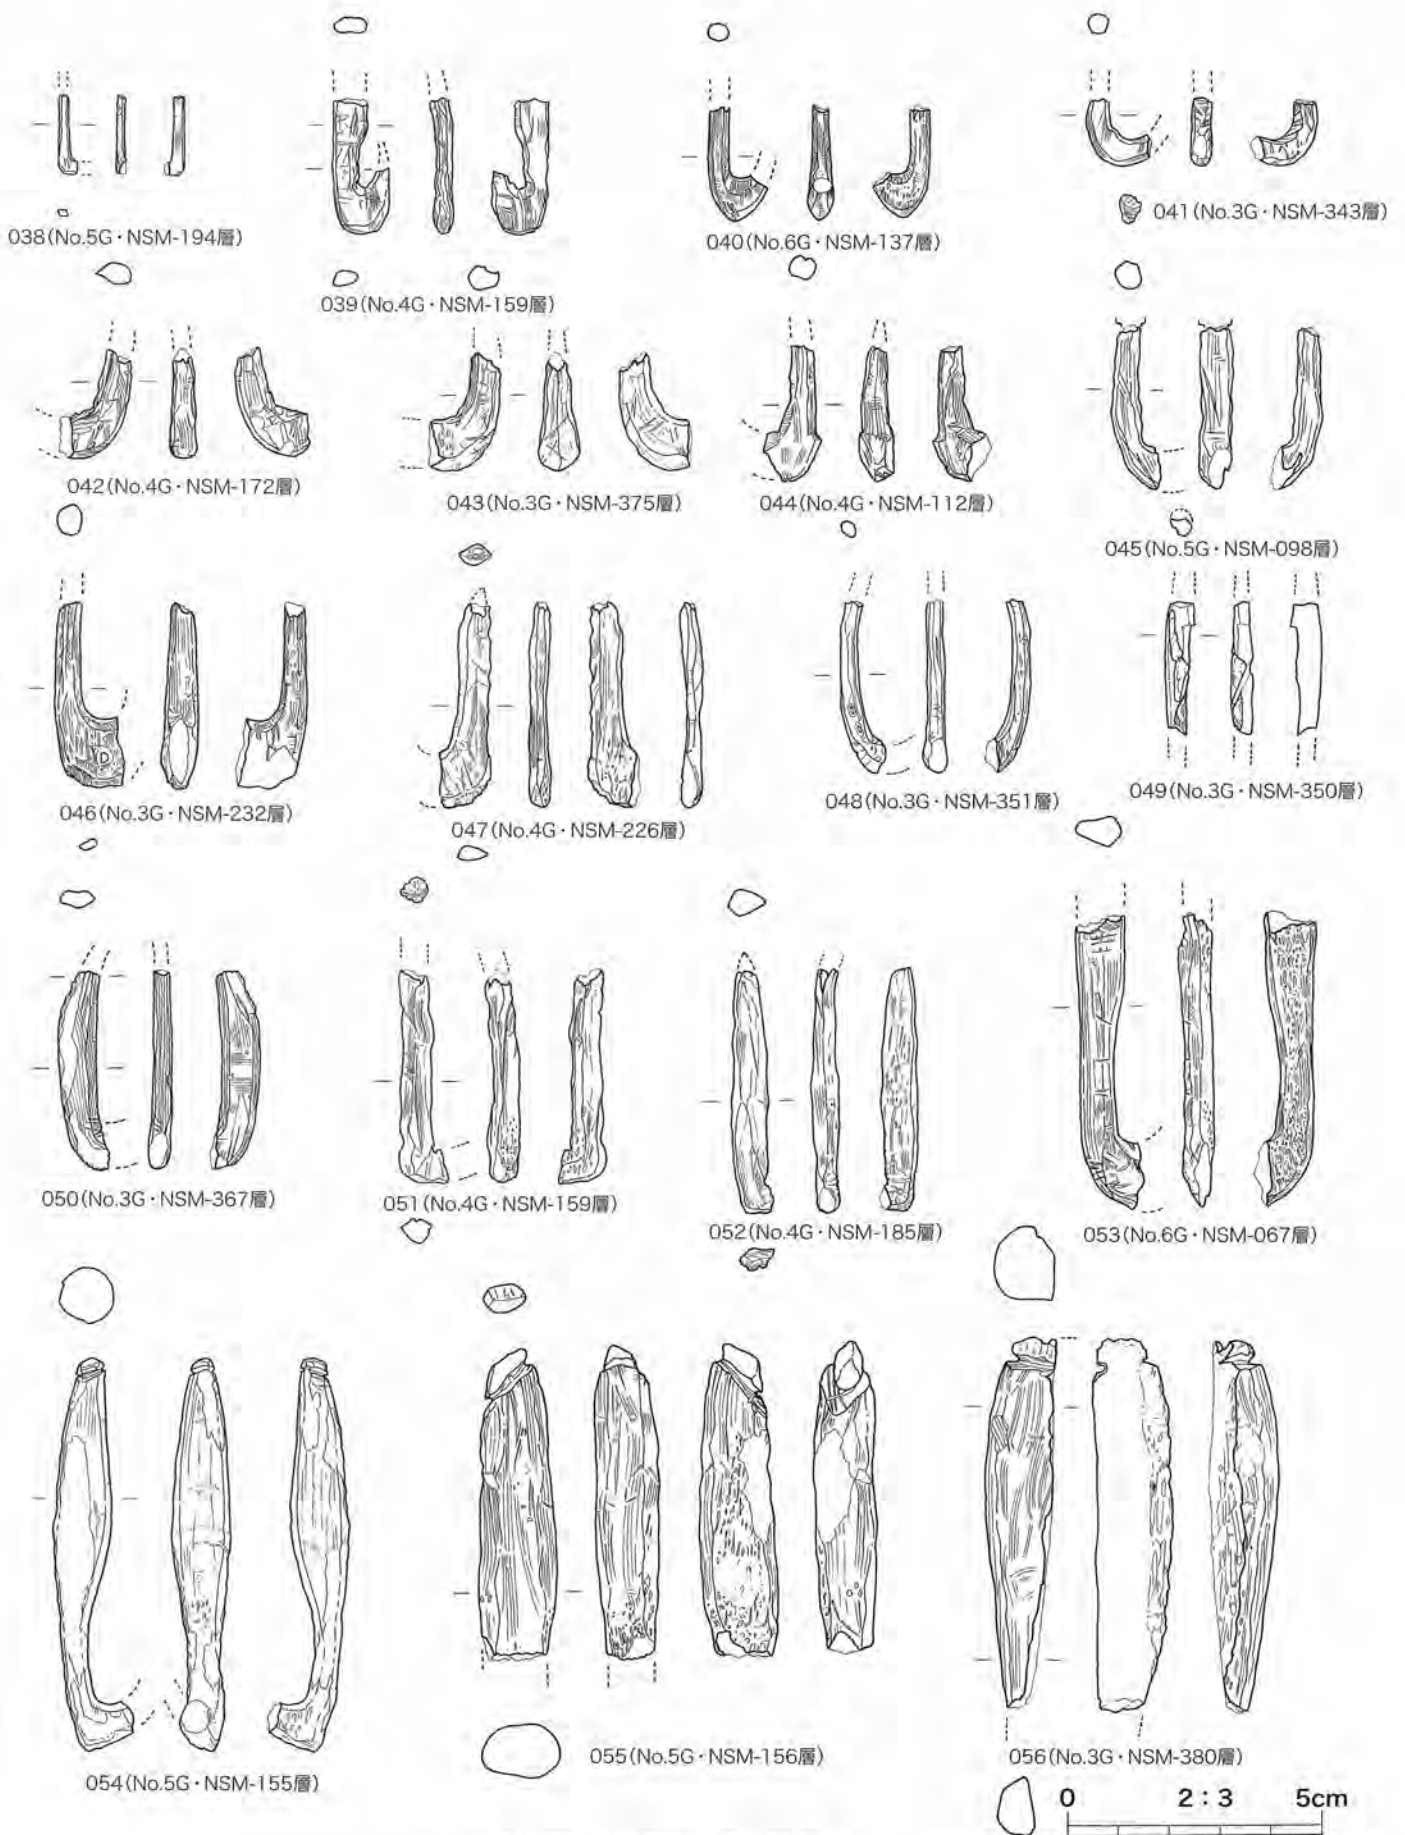 038(No.5G・NSM-194層)
039(No.4G・NSM-159層)
040(No.6G・NSM-137層)
041(No.3G・NSM-343層)
042(No.4G・NSM-172層)
043(No.3G・NSM-375層)
044(No.4G・NSM-112層)
045(No.5G・NSM-098層)
046(No.3G・NSM-232層)
047(No.4G・NSM-226層)
048(No.3G・NSM-351層)
049(No.3G・NSM-350層)
050(No.3G・NSM-367層)
051(No.4G・NSM-159層)
052(No.4G・NSM-185層)
053(No.6G・NSM-067層)
054(No.5G・NSM-155層)
055(No.5G・NSM-156層)
056(No.3G・NSM-380層)
0 2:3 5cm